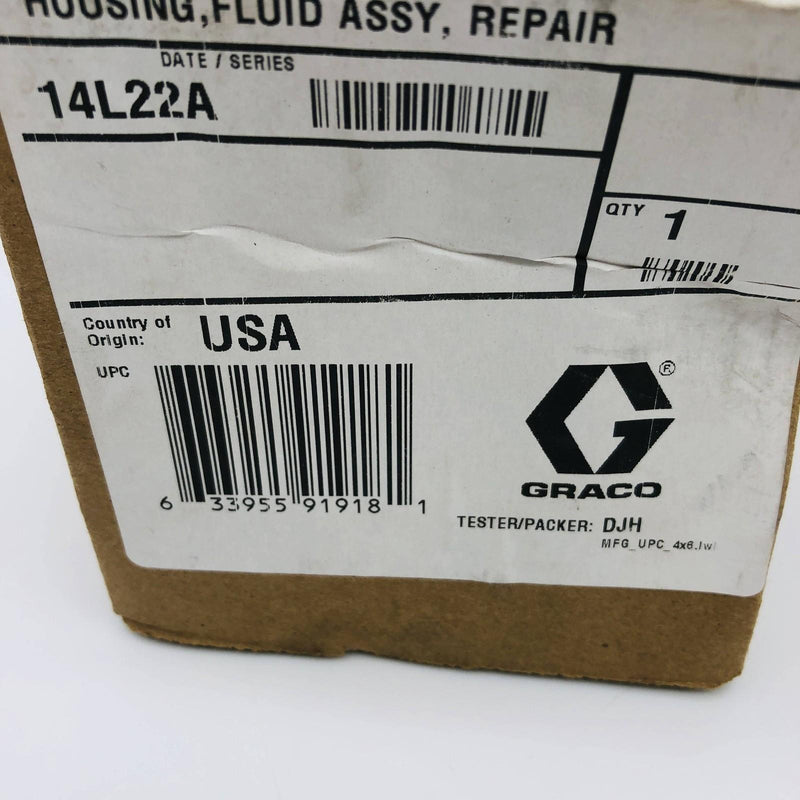 HOUSING,FLUID ASSY, REPAIR
DATE / SERIES
14L22A
QTY 1
Country of
Origin: USA
UPC
6 33955 91918 1
®
GRACO
TESTER/PACKER: DJH
MFG_UPC_4x6.lwl